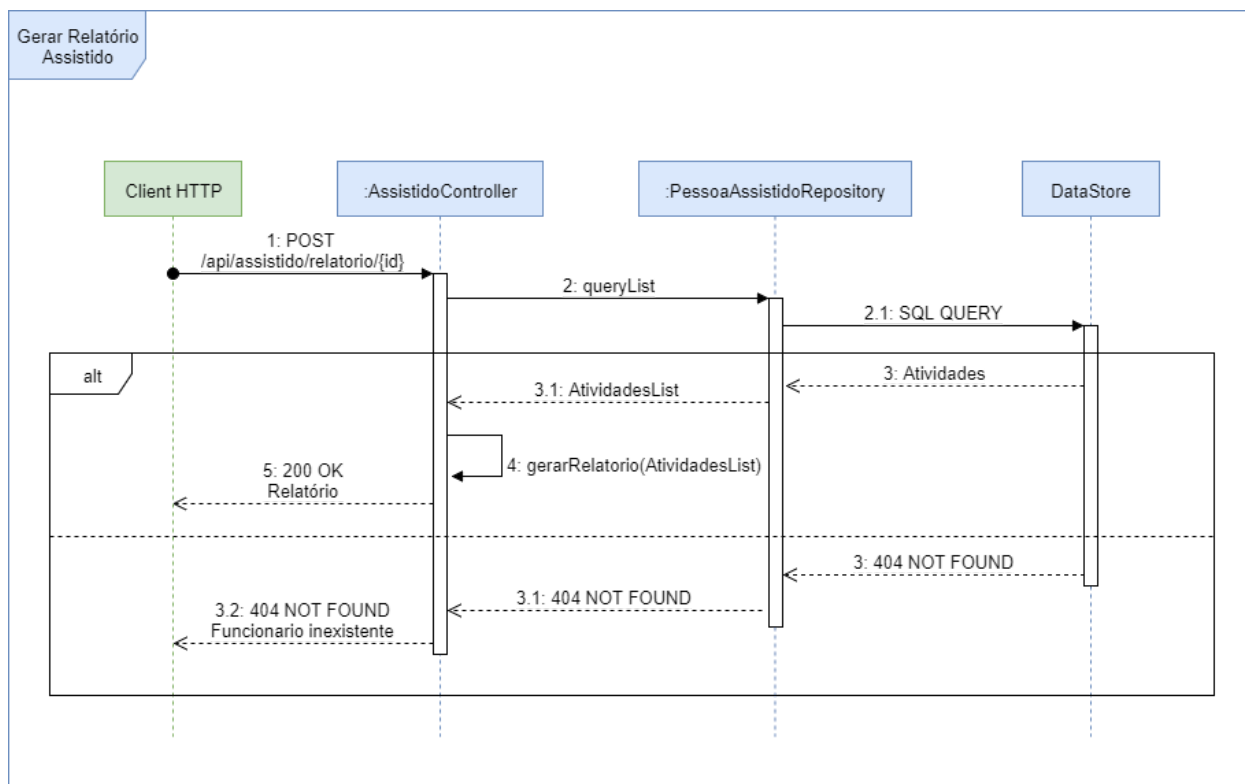 Gerar Relatório
Assistido
Client HTTP
:AssistidoController
:PessoaAssistidoRepository
DataStore
1: POST
/api/assistido/relatorio/{id}
2: queryList
2.1: SQL QUERY
alt
3: Atividades
3.1: AtividadesList
4: gerarRelatorio(AtividadesList)
5: 200 OK
Relatório
3: 404 NOT FOUND
3.1: 404 NOT FOUND
3.2: 404 NOT FOUND
Funcionario inexistente